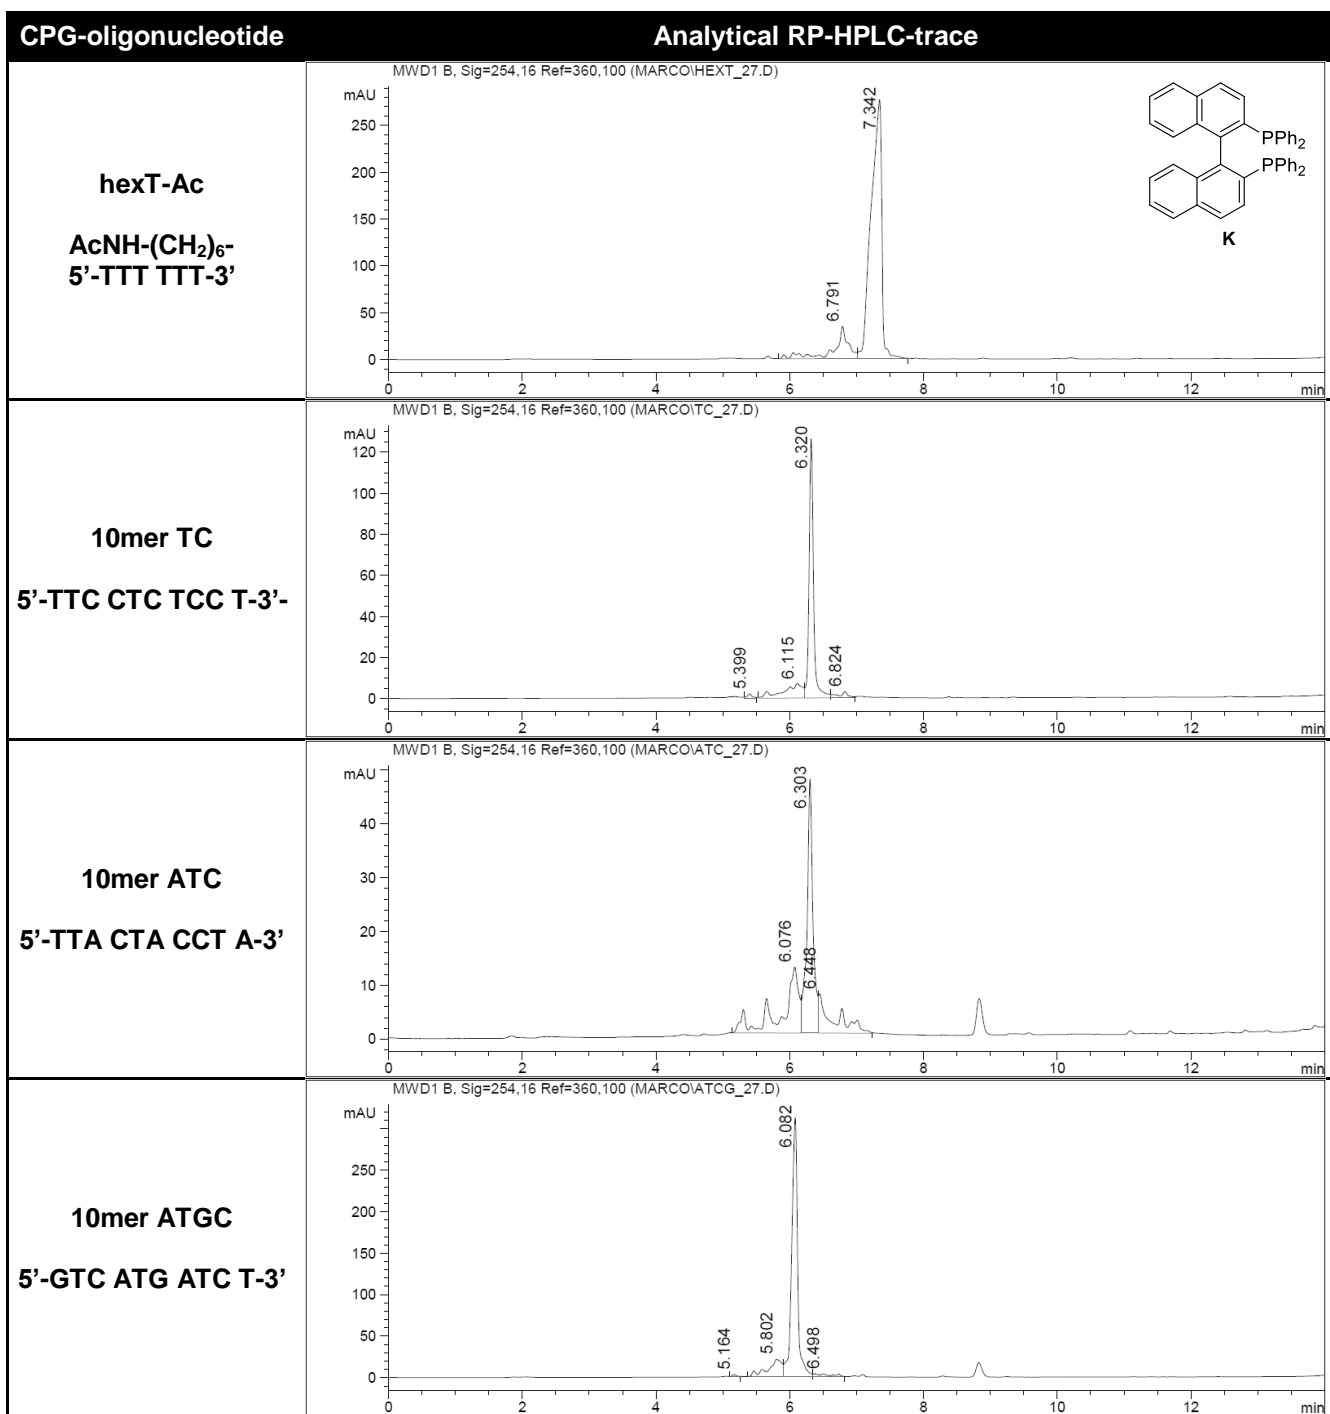 CPG-oligonucleotide Analytical RP-HPLC-trace
hexT-Ac
AcNH-(CH₂)₆-
5’-TTT TTT-3’
MWD1 B, Sig=254,16 Ref=360,100 (MARCO\HEXT_27.D)
mAU
250
200
150
100
50
0
6.791
7.342
0 2 4 6 8 10 12 min
PPh₂
PPh₂
K
10mer TC
5’-TTC CTC TCC T-3’-
MWD1 B, Sig=254,16 Ref=360,100 (MARCO\TC_27.D)
mAU
120
100
80
60
40
20
0
5.399
6.115
6.320
6.824
0 2 4 6 8 10 12 min
10mer ATC
5’-TTA CTA CCT A-3’
MWD1 B, Sig=254,16 Ref=360,100 (MARCO\ATC_27.D)
mAU
40
30
20
10
0
6.076
6.303
6.448
0 2 4 6 8 10 12 min
10mer ATGC
5’-GTC ATG ATC T-3’
MWD1 B, Sig=254,16 Ref=360,100 (MARCO\ATCG_27.D)
mAU
250
200
150
100
50
0
5.164
5.802
6.082
6.498
0 2 4 6 8 10 12 min